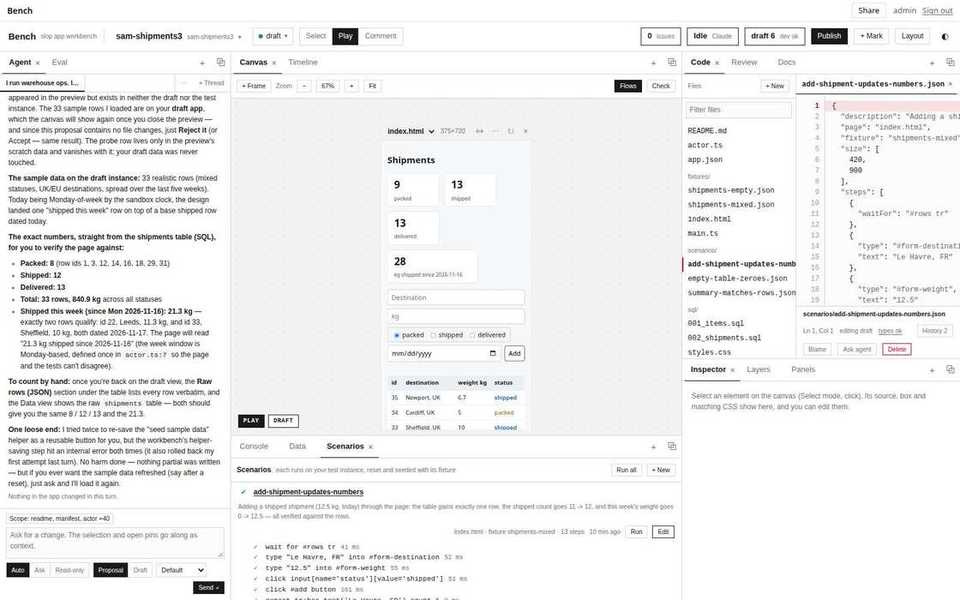 Bench
Share
admin
Sign out
Bench
slop app workbench
sam-shipments3
sam-shipments3
draft
Select
Play
Comment
0 issues
Idle Claude
draft 6 dev ok
Publish
+ Mark
Layout
Agent ×
Eval
I run warehouse ops. I...
+ Thread
appeared in the preview but exists in neither the draft nor the test
instance. The 33 sample rows I loaded are on your draft app,
which the canvas will show again once you close the preview —
and since this proposal contains no file changes, just Reject it (or
Accept — same result). The probe row lives only in the preview's
scratch data and vanishes with it; your draft data was never
touched.
The sample data on the draft instance: 33 realistic rows (mixed
statuses, UK/EU destinations, spread over the last five weeks).
Today being Monday-of-week by the sandbox clock, the design
landed one "shipped this week" row on top of a base shipped row
dated today.
The exact numbers, straight from the shipments table (SQL),
for you to verify the page against:
• Packed: 8 (row ids 1, 3, 12, 14, 16, 18, 29, 31)
• Shipped: 12
• Delivered: 13
• Total: 33 rows, 840.9 kg across all statuses
• Shipped this week (since Mon 2026-11-16): 21.3 kg —
exactly two rows qualify: id 22, Leeds, 11.3 kg, and id 33,
Sheffield, 10 kg, both dated 2026-11-17. The page will read
"21.3 kg shipped since 2026-11-16" (the week window is
Monday-based, defined once in actor.ts:7 so the page
and the tests can't disagree).
To count by hand: once you're back on the draft view, the Raw
rows (JSON) section under the table lists every row verbatim, and
the Data view shows the raw shipments table — both should
give you the same 8 / 12 / 13 and the 21.3.
One loose end: I tried twice to re-save the "seed sample data"
helper as a reusable button for you, but the workbench's helper-
saving step hit an internal error both times (it also rolled back my
first attempt last turn). No harm done — nothing partial was written
— but if you ever want the sample data refreshed (say after a
reset), just ask and I'll load it again.
Nothing in the app changed in this turn.
Scope: readme, manifest, actor +40
Ask for a change. The selection and open pins go along as
context.
Auto
Ask
Read-only
Proposal
Draft
Default
Send
Canvas ×
Timeline
+ Frame
Zoom
−
67%
+
Fit
Flows
Check
index.html
375×720
Shipments
9
packed
13
shipped
13
delivered
28
kg shipped since 2026-11-16
Destination
kg
packed
shipped
delivered
mm/dd/yyyy
Add
id destination weight kg status
35 Newport, UK 6.7 shipped
34 Cardiff, UK 5 packed
33 Sheffield, UK 10 shipped
PLAY
DRAFT
Console
Data
Scenarios ×
Scenarios
each runs on your test instance, reset and seeded with its fixture
Run all
+ New
✓ add-shipment-updates-numbers
Adding a shipped shipment (12.5 kg, today) through the page: the table gains exactly one row, the shipped count goes 11 -> 12, and this week's weight goes
0 -> 12.5 — all verified against the rows.
index.html · fixture shipments-mixed · 13 steps
10 min ago
Run
Edit
✓ wait for #rows tr 41 ms
✓ type "Le Havre, FR" into #form-destination 52 ms
✓ type "12.5" into #form-weight 55 ms
✓ click input[name='status'][value='shipped'] 51 ms
✓ click #add button 161 ms
Code ×
Review
Docs
Files
+ New
Filter files
README.md
actor.ts
app.json
fixtures/
shipments-empty.json
shipments-mixed.json
index.html
main.ts
scenarios/
add-shipment-updates-numb
empty-table-zeroes.json
summary-matches-rows.json
sql/
001_items.sql
002_shipments.sql
styles.css
add-shipment-updates-numbers.json ×
1 {
2 "description": "Adding a shi
3 "page": "index.html",
4 "fixture": "shipments-mixed"
5 "size": [
6 420,
7 900
8 ],
9 "steps": [
10 {
11 "waitFor": "#rows tr"
12 },
13 {
14 "type": "#form-destinati
15 "text": "Le Havre, FR"
16 },
17 {
18 "type": "#form-weight",
19 "text": "12.5"
scenarios/add-shipment-updates-numbers.json
Ln 1, Col 1
editing draft
types ok
History 2
Blame
Ask agent
Delete
Inspector ×
Layers
Panels
Select an element on the canvas (Select mode, click). Its source, box and
matching CSS show here, and you can edit them.